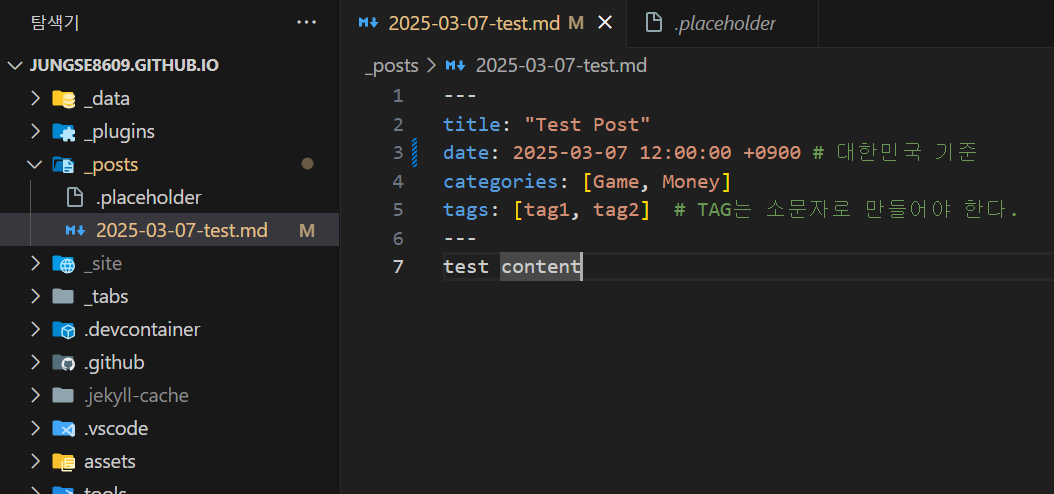 탐색기 ···
JUNGSE8609.GITHUB.IO
_data
_plugins
_posts
.placeholder
2025-03-07-test.md M
_site
_tabs
.devcontainer
.github
.jekyll-cache
.vscode
assets
tools
2025-03-07-test.md M
.placeholder
_posts > 2025-03-07-test.md
1 ---
2 title: "Test Post"
3 date: 2025-03-07 12:00:00 +0900 # 대한민국 기준
4 categories: [Game, Money]
5 tags: [tag1, tag2]  # TAG는 소문자로 만들어야 한다.
6 ---
7 test content